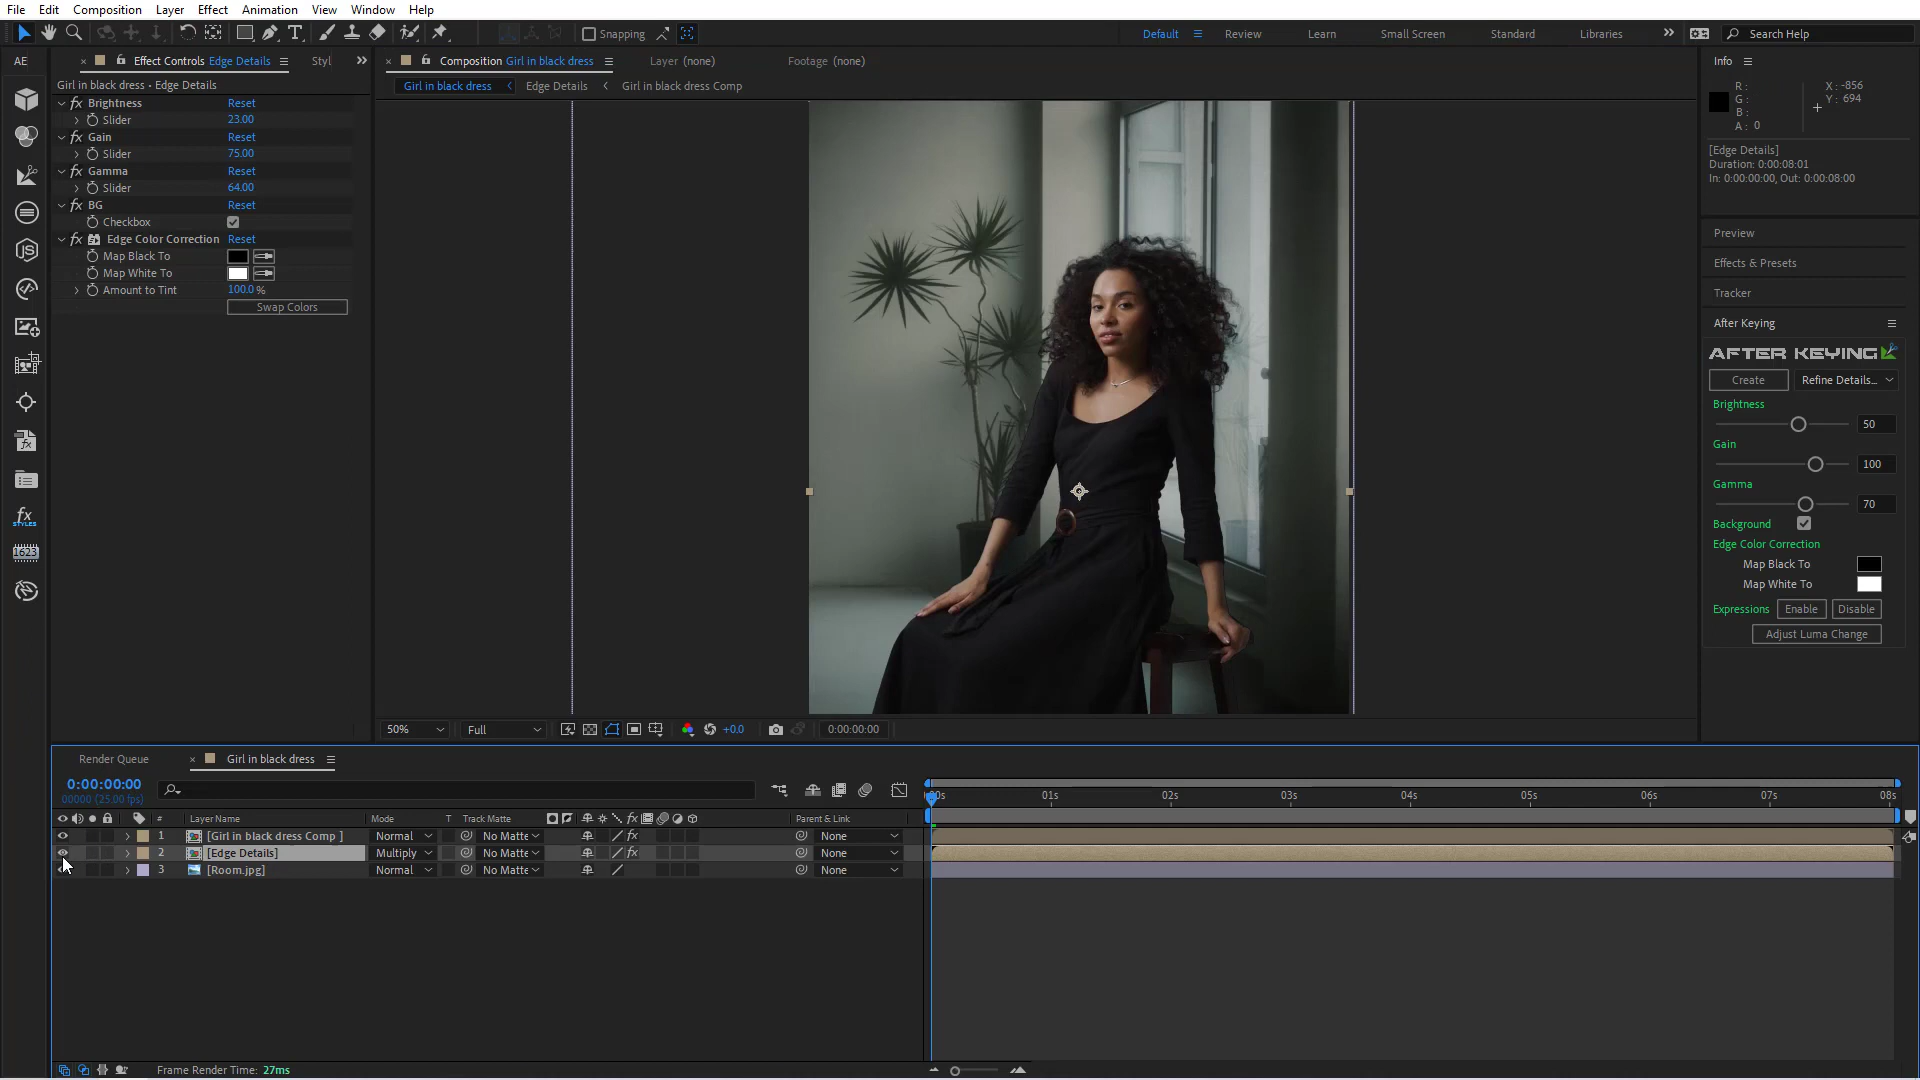 File Edit Composition Layer Effect Animation View Window Help
Snapping
Default Review Learn Small Screen Standard Libraries » Search Help
AE × Effect Controls Edge Details Styl »
× Composition Girl in black dress Layer (none) Footage (none)
Info
Girl in black dress · Edge Details
Girl in black dress Edge Details Girl in black dress Comp
R : X : -856
G : Y : 694
B :
A : 0
Brightness Reset
Slider 23.00
Gain Reset
Slider 75.00
Gamma Reset
Slider 64.00
BG Reset
Checkbox
Edge Color Correction Reset
Map Black To
Map White To
Amount to Tint 100.0 %
Swap Colors
[Edge Details]
Duration: 0:00:08:01
In: 0:00:00:00, Out: 0:00:08:00
Preview
Effects & Presets
Tracker
After Keying
AFTER KEYING
Create Refine Details...
Brightness
50
Gain
100
Gamma
70
Background
Edge Color Correction
Map Black To
Map White To
Expressions Enable Disable
Adjust Luma Change
JS
fx
fx
STYLES
1623
50% Full +0.0 0:00:00:00
Render Queue × Girl in black dress
0:00:00:00
00000 (25.00 fps)
00s 01s 02s 03s 04s 05s 06s 07s 08s
# Layer Name Mode T Track Matte fx Parent & Link
1 [Girl in black dress Comp ] Normal No Matte fx None
2 [Edge Details] Multiply No Matte fx None
3 [Room.jpg] Normal No Matte None
Frame Render Time: 27ms